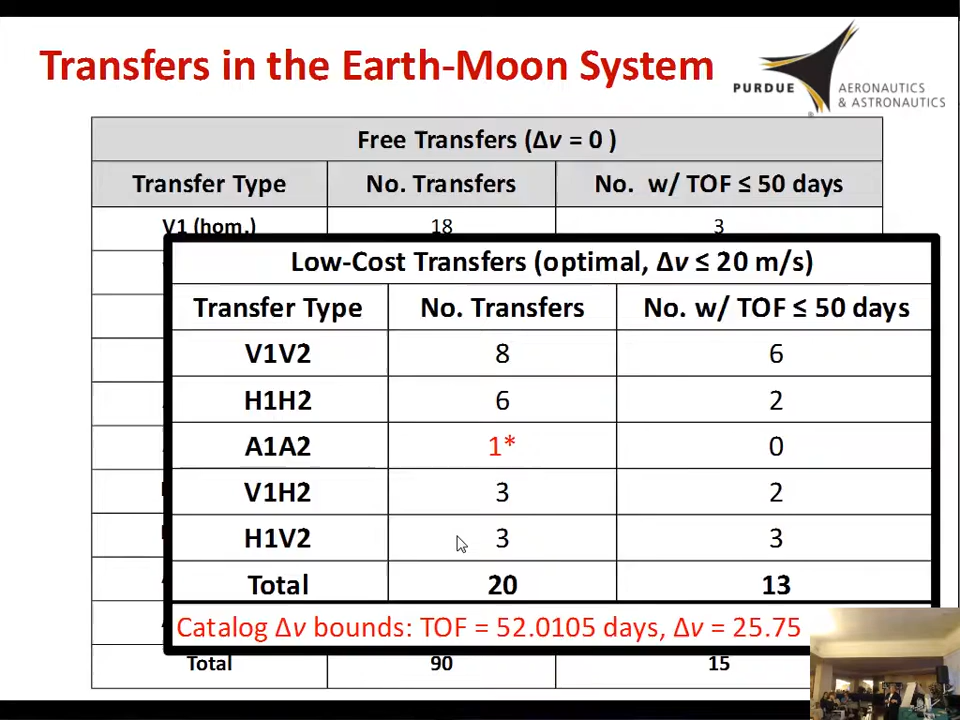 Transfers in the Earth-Moon System
PURDUE
AERONAUTICS
& ASTRONAUTICS
Free Transfers (Δv = 0 )
Transfer Type No. Transfers No. w/ TOF ≤ 50 days
V1 (hom.) 18 3
Low-Cost Transfers (optimal, Δv ≤ 20 m/s)
Transfer Type No. Transfers No. w/ TOF ≤ 50 days
V1V2 8 6
H1H2 6 2
A1A2 1* 0
V1H2 3 2
H1V2 3 3
Total 20 13
Catalog Δv bounds: TOF = 52.0105 days, Δv = 25.75
Total 90 15